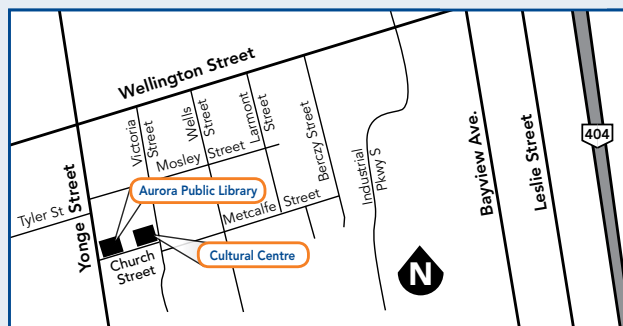 Wellington Street
Victoria
Street
Wells
Street
Larmont
Street
Berczy Street
Mosley Street
Industrial
Pkwy S
Bayview Ave.
Leslie Street
404
Tyler St
Yonge Street
Aurora Public Library
Metcalfe Street
Church
Street
Cultural Centre
N